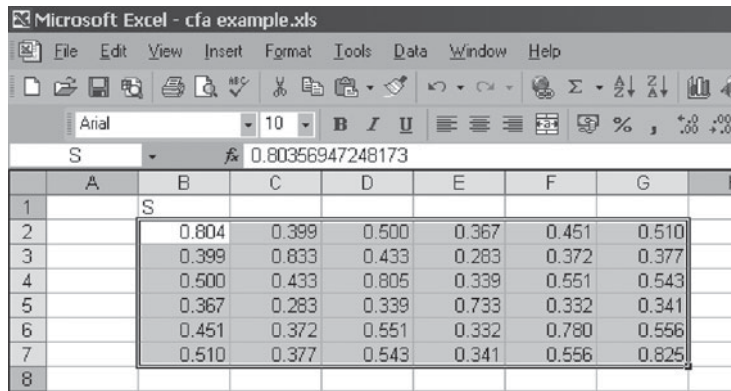 Microsoft Excel - cfa example.xls
File Edit View Insert Format Tools Data Window Help
Arial 10 B I U % ,
S fx 0.80356947248173
A B C D E F G
1 S
2 0.804 0.399 0.500 0.367 0.451 0.510
3 0.399 0.833 0.433 0.283 0.372 0.377
4 0.500 0.433 0.805 0.339 0.551 0.543
5 0.367 0.283 0.339 0.733 0.332 0.341
6 0.451 0.372 0.551 0.332 0.780 0.556
7 0.510 0.377 0.543 0.341 0.556 0.825
8